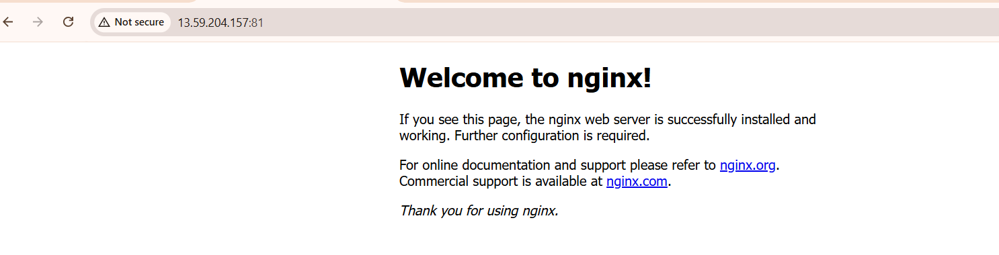 Not secure 13.59.204.157:81
Welcome to nginx!
If you see this page, the nginx web server is successfully installed and
working. Further configuration is required.
For online documentation and support please refer to nginx.org.
Commercial support is available at nginx.com.
Thank you for using nginx.